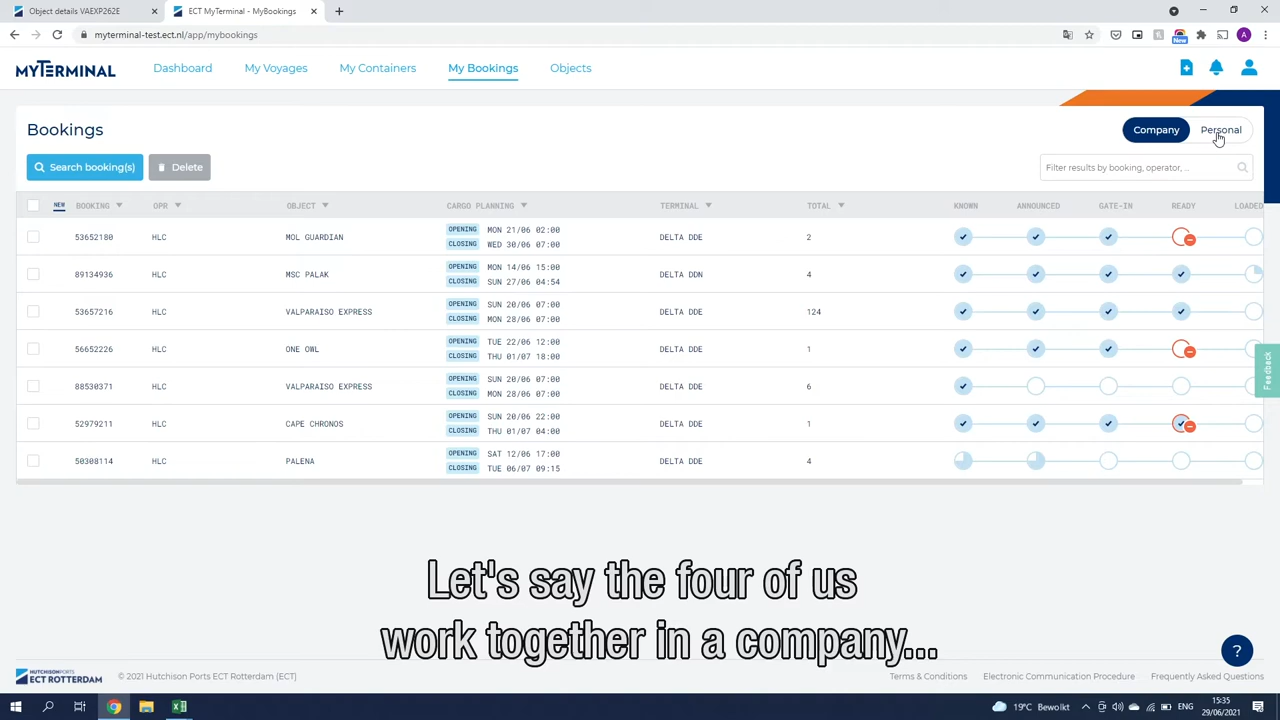 Object details VAEXP262E
ECT MyTerminal - MyBookings
myterminal-test.ect.nl/app/mybookings
New
A
MYTERMINAL
Dashboard
My Voyages
My Containers
My Bookings
Objects
Bookings
Company
Personal
Search booking(s)
Delete
Filter results by booking, operator, ...
NEW BOOKING OPR OBJECT CARGO PLANNING TERMINAL TOTAL KNOWN ANNOUNCED GATE-IN READY LOADED
53652180 HLC MOL GUARDIAN OPENING MON 21/06 02:00 DELTA DDE 2
CLOSING WED 30/06 07:00
89134936 HLC MSC PALAK OPENING MON 14/06 15:00 DELTA DDN 4
CLOSING SUN 27/06 04:54
53657216 HLC VALPARAISO EXPRESS OPENING SUN 20/06 07:00 DELTA DDE 124
CLOSING MON 28/06 07:00
56652226 HLC ONE OWL OPENING TUE 22/06 12:00 DELTA DDE 1
CLOSING THU 01/07 18:00
88530371 HLC VALPARAISO EXPRESS OPENING SUN 20/06 07:00 DELTA DDE 6
CLOSING MON 28/06 07:00
52979211 HLC CAPE CHRONOS OPENING SUN 20/06 22:00 DELTA DDE 1
CLOSING THU 01/07 04:00
50308114 HLC PALENA OPENING SAT 12/06 17:00 DELTA DDE 4
CLOSING TUE 06/07 09:15
Feedback
Let's say the four of us
work together in a company...
?
HUTCHISON PORTS
ECT ROTTERDAM
© 2021 Hutchison Ports ECT Rotterdam (ECT)
Terms & Conditions
Electronic Communication Procedure
Frequently Asked Questions
19°C Bewolkt
ENG
15:35
29/06/2021